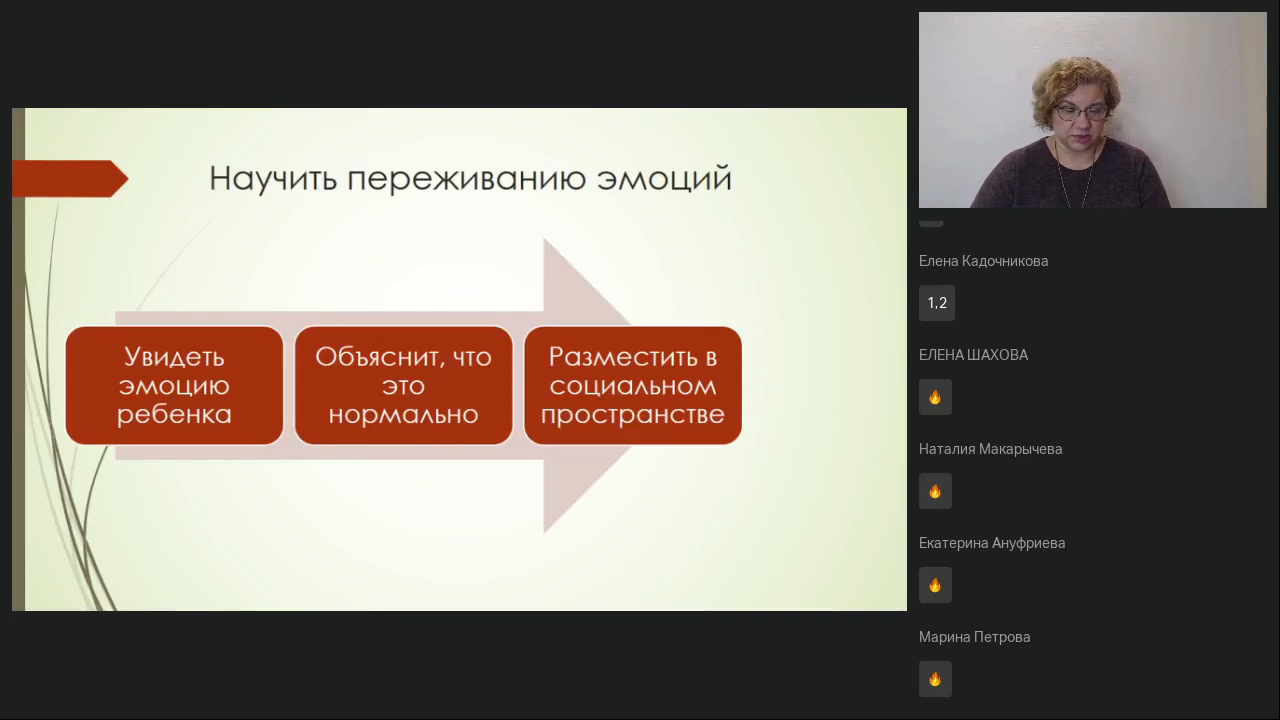 Научить переживанию эмоций
Увидеть
эмоцию
ребенка
Объяснит, что
это
нормально
Разместить в
социальном
пространстве
Елена Кадочникова
1,2
ЕЛЕНА ШАХОВА
🔥
Наталия Макарычева
🔥
Екатерина Ануфриева
🔥
Марина Петрова
🔥